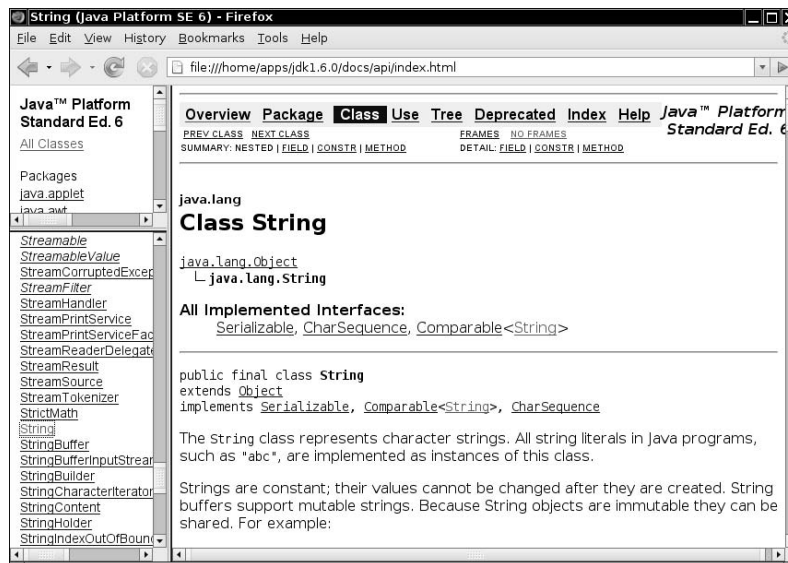 String (Java Platform SE 6) - Firefox
File Edit View History Bookmarks Tools Help
file:///home/apps/jdk1.6.0/docs/api/index.html
Java™ Platform
Standard Ed. 6
All Classes
Packages
java.applet
java.awt
Streamable
StreamableValue
StreamCorruptedExcep
StreamFilter
StreamHandler
StreamPrintService
StreamPrintServiceFac
StreamReaderDelegate
StreamResult
StreamSource
StreamTokenizer
StrictMath
String
StringBuffer
StringBufferInputStrear
StringBuilder
StringCharacterIterator
StringContent
StringHolder
StringIndexOutOfBound
Overview Package Class Use Tree Deprecated Index Help
Java™ Platform
Standard Ed. 6
PREV CLASS NEXT CLASS FRAMES NO FRAMES
SUMMARY: NESTED | FIELD | CONSTR | METHOD DETAIL: FIELD | CONSTR | METHOD
java.lang
Class String
java.lang.Object
java.lang.String
All Implemented Interfaces:
Serializable, CharSequence, Comparable<String>
public final class String
extends Object
implements Serializable, Comparable<String>, CharSequence
The String class represents character strings. All string literals in Java programs,
such as "abc", are implemented as instances of this class.
Strings are constant; their values cannot be changed after they are created. String
buffers support mutable strings. Because String objects are immutable they can be
shared. For example: